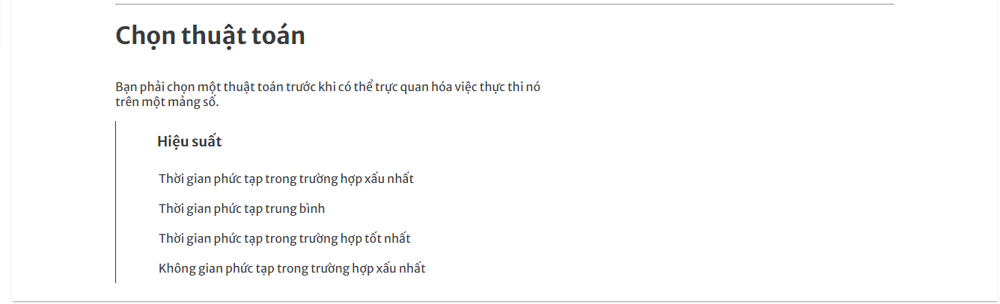 Chọn thuật toán
Bạn phải chọn một thuật toán trước khi có thể trực quan hóa việc thực thi nó
trên một mảng số.
Hiệu suất
Thời gian phức tạp trong trường hợp xấu nhất
Thời gian phức tạp trung bình
Thời gian phức tạp trong trường hợp tốt nhất
Không gian phức tạp trong trường hợp xấu nhất